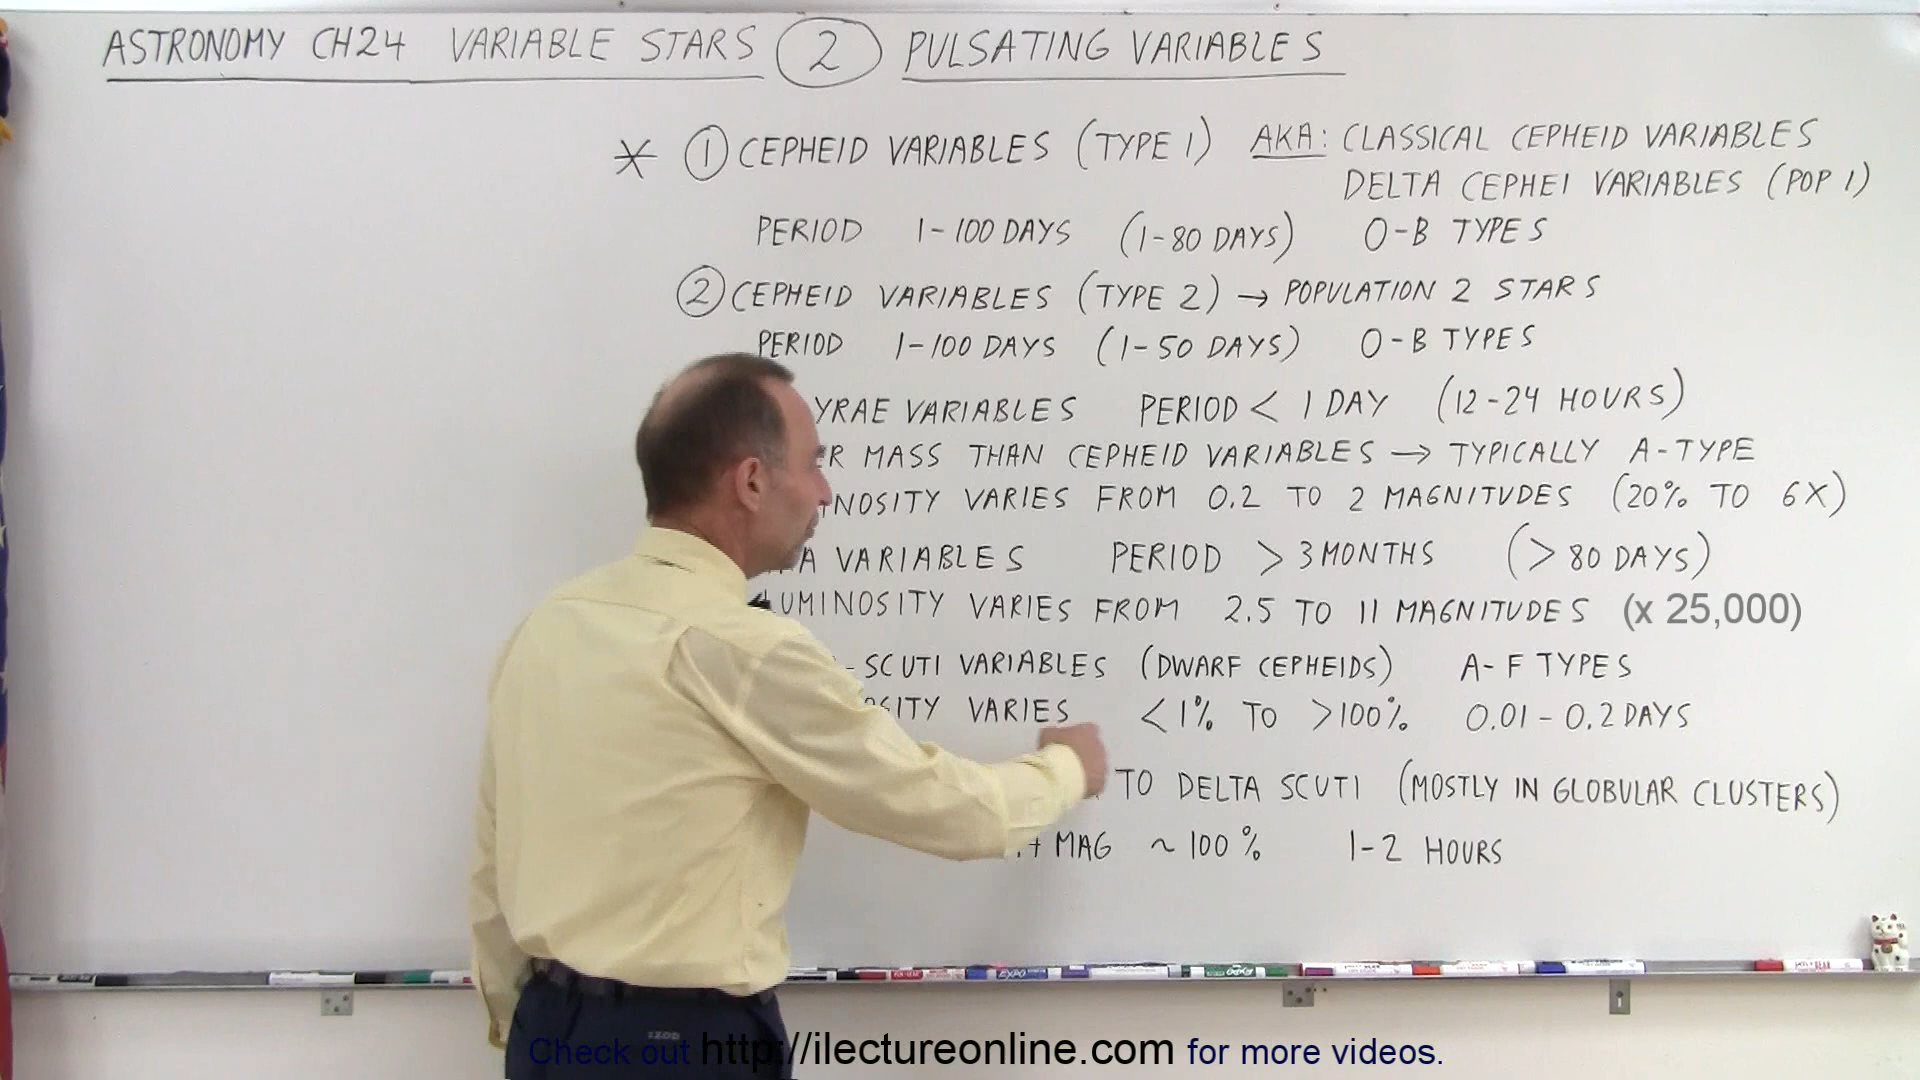 ASTRONOMY CH24 VARIABLE STARS 2 PULSATING VARIABLES
* 1 CEPHEID VARIABLES (TYPE 1) AKA: CLASSICAL CEPHEID VARIABLES
DELTA CEPHEI VARIABLES (POP 1)
PERIOD 1-100 DAYS (1-80 DAYS) O-B TYPES
2 CEPHEID VARIABLES (TYPE 2) → POPULATION 2 STARS
PERIOD 1-100 DAYS (1-50 DAYS) O-B TYPES
YRAE VARIABLES PERIOD < 1 DAY (12-24 HOURS)
ER MASS THAN CEPHEID VARIABLES → TYPICALLY A-TYPE
INOSITY VARIES FROM 0.2 TO 2 MAGNITUDES (20% TO 6X)
A VARIABLES PERIOD > 3 MONTHS (> 80 DAYS)
LUMINOSITY VARIES FROM 2.5 TO 11 MAGNITUDES (x 25,000)
-SCUTI VARIABLES (DWARF CEPHEIDS) A-F TYPES
OSITY VARIES <1% TO >100% 0.01-0.2 DAYS
TO DELTA SCUTI (MOSTLY IN GLOBULAR CLUSTERS)
MAG ~100% 1-2 HOURS
EXPO
IZOD
Check out http://ilectureonline.com for more videos.